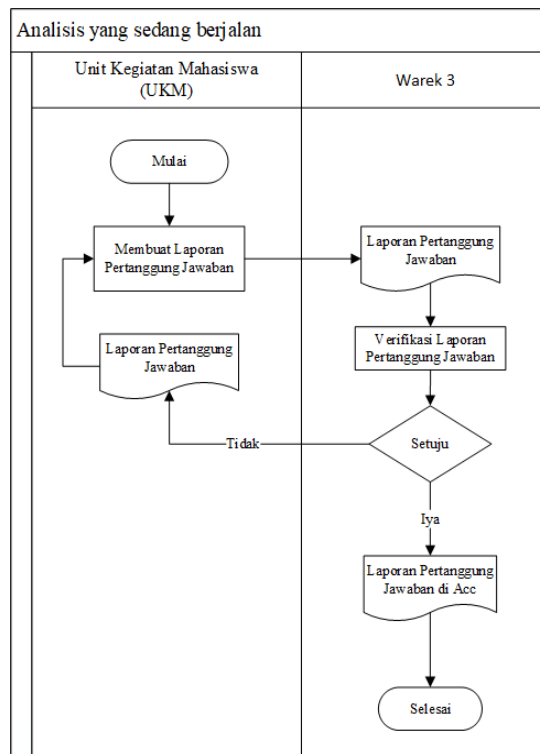 Analisis yang sedang berjalan
Unit Kegiatan Mahasiswa
(UKM)
Warek 3
Mulai
Membuat Laporan
Pertanggung Jawaban
Laporan Pertanggung
Jawaban
Laporan Pertanggung
Jawaban
Verifikasi Laporan
Pertanggung Jawaban
Tidak
Setuju
Iya
Laporan Pertanggung
Jawaban di Acc
Selesai